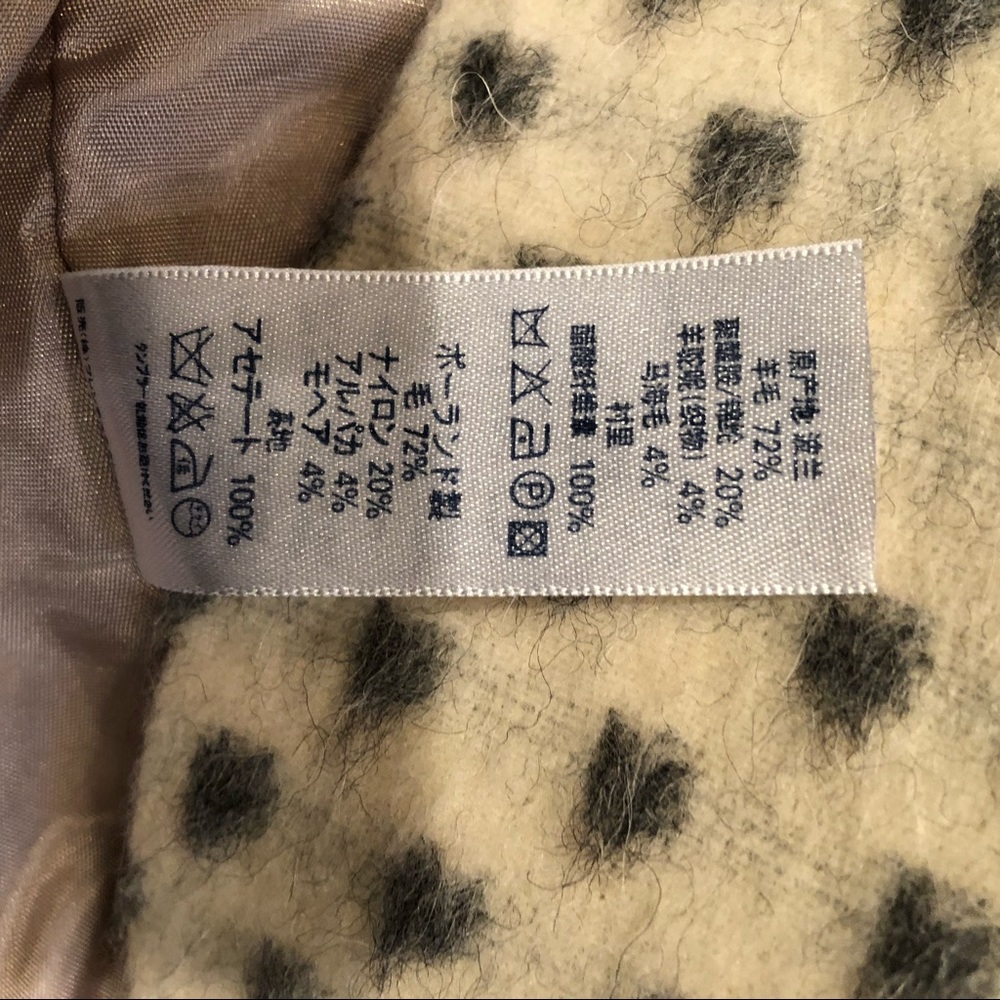 原产地 波兰
羊毛 72%
聚酰胺/锦纶 20%
羊驼绒(织物) 4%
马海毛 4%
衬里
醋酸纤维 100%
P
ポーランド製
毛 72%
ナイロン 20%
アルパカ 4%
モヘア 4%
裏地
アセテート 100%